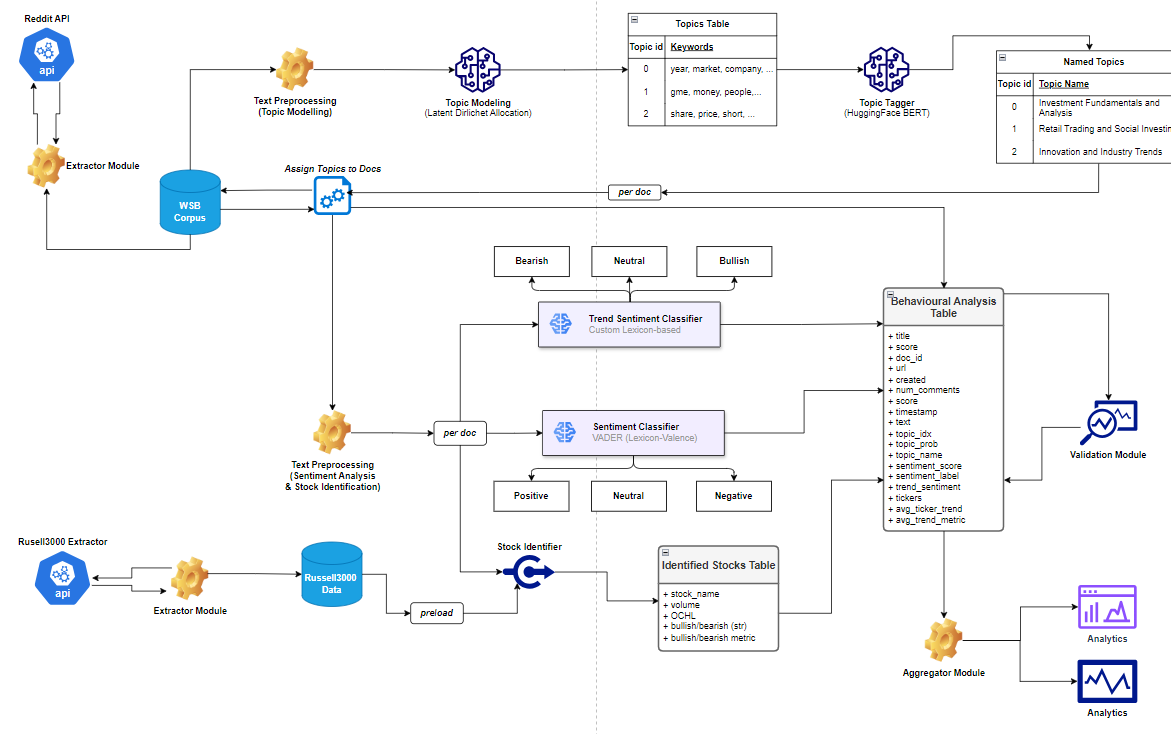 Reddit API
api
Extractor Module
WSB
Corpus
Text Preprocessing
(Topic Modelling)
Topic Modeling
(Latent Dirlichet Allocation)
Topics Table
Topic id
Keywords
0
year, market, company, ...
1
gme, money, people,...
2
share, price, short, ...
Topic Tagger
(HuggingFace BERT)
Named Topics
Topic id
Topic Name
0
Investment Fundamentals and
Analysis
1
Retail Trading and Social Investin
2
Innovation and Industry Trends
Assign Topics to Docs
per doc
Bearish
Neutral
Bullish
Trend Sentiment Classifier
Custom Lexicon-based
Behavioural Analysis
Table
+ title
+ score
+ doc_id
+ url
+ created
+ num_comments
+ score
+ timestamp
+ text
+ topic_idx
+ topic_prob
+ topic_name
+ sentiment_score
+ sentiment_label
+ trend_sentiment
+ tickers
+ avg_ticker_trend
+ avg_trend_metric
Validation Module
Text Preprocessing
(Sentiment Analysis
& Stock Identification)
per doc
Sentiment Classifier
VADER (Lexicon-Valence)
Positive
Neutral
Negative
Rusell3000 Extractor
api
Extractor Module
Russell3000
Data
preload
Stock Identifier
Identified Stocks Table
+ stock_name
+ volume
+ OCHL
+ bullish/bearish (str)
+ bullish/bearish metric
Aggregator Module
Analytics
Analytics